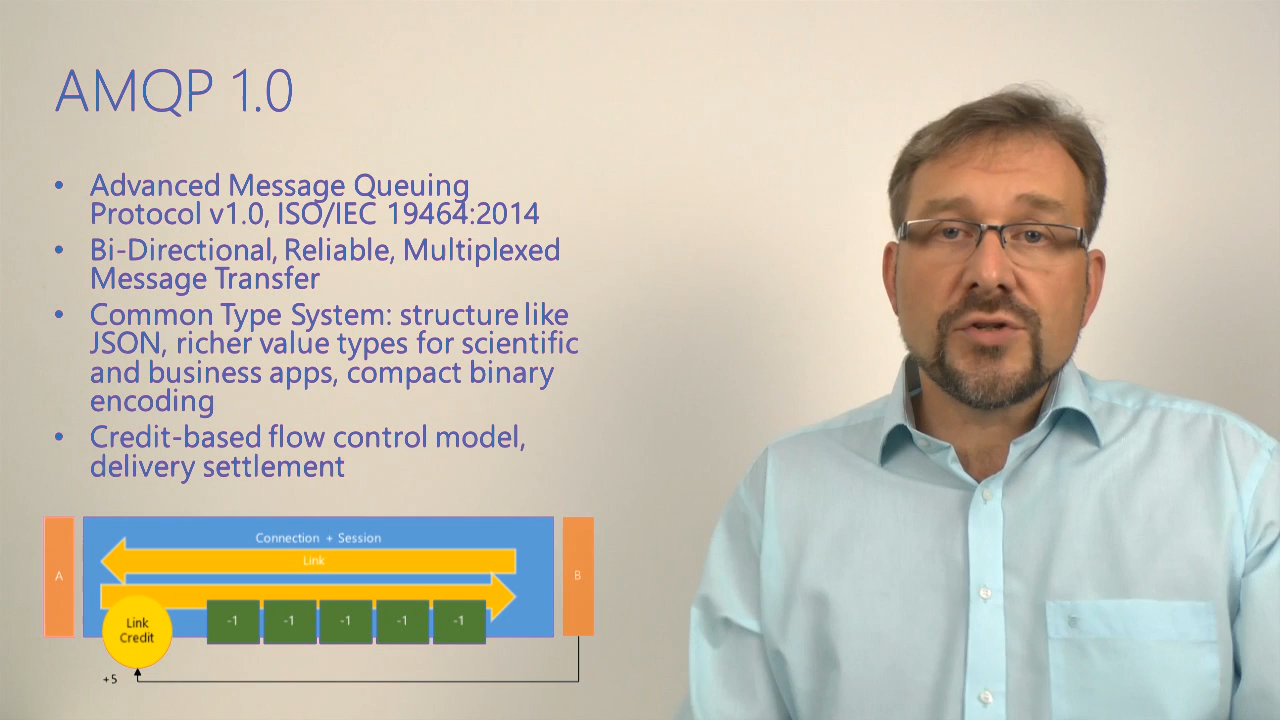 AMQP 1.0
• Advanced Message Queuing
Protocol v1.0, ISO/IEC 19464:2014
• Bi-Directional, Reliable, Multiplexed
Message Transfer
• Common Type System: structure like
JSON, richer value types for scientific
and business apps, compact binary
encoding
• Credit-based flow control model,
delivery settlement
Connection + Session
Link
A
B
Link
Credit
-1 -1 -1 -1 -1
+5